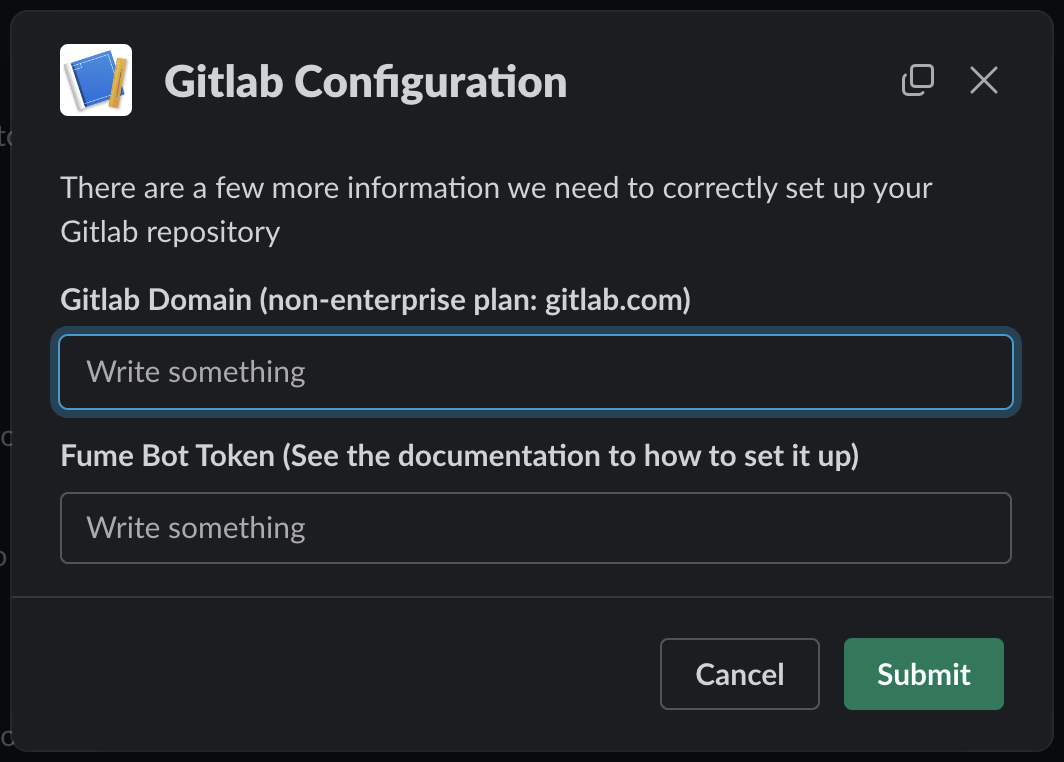 Gitlab Configuration
There are a few more information we need to correctly set up your
Gitlab repository
Gitlab Domain (non-enterprise plan: gitlab.com)
Write something
Fume Bot Token (See the documentation to how to set it up)
Write something
Cancel
Submit